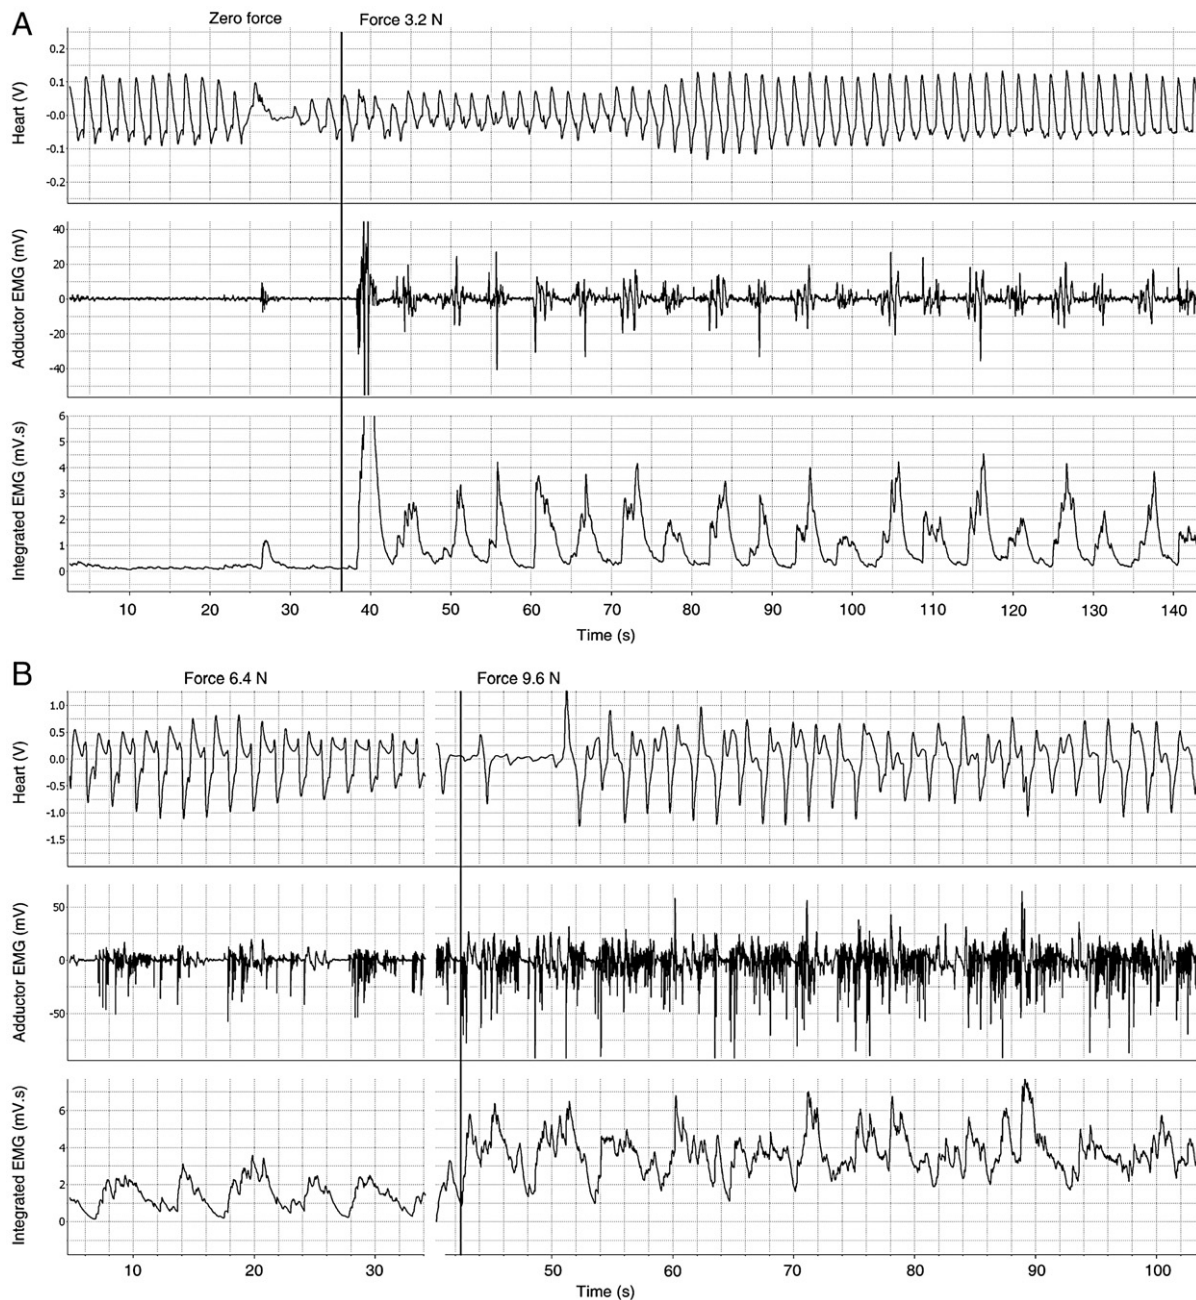 A
Zero force
Force 3.2 N
Heart (V)
0.2
0.1
-0.0
0.1
-0.2
Adductor EMG (mV)
40
20
0
-20
-40
Integrated EMG (mV.s)
6
5
4
3
2
1
0
10 20 30 40 50 60 70 80 90 100 110 120 130 140
Time (s)
B
Force 6.4 N
Force 9.6 N
Heart (V)
1.0
0.5
0.0
-0.5
-1.0
-1.5
Adductor EMG (mV)
50
0
-50
Integrated EMG (mV.s)
6
4
2
0
10 20 30 50 60 70 80 90 100
Time (s)